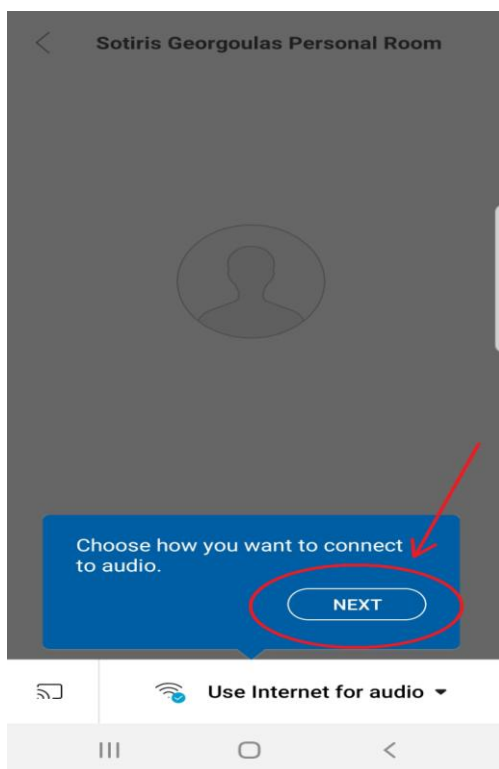 Sotiris Georgoulas Personal Room
Choose how you want to connect
to audio.
NEXT
Use Internet for audio